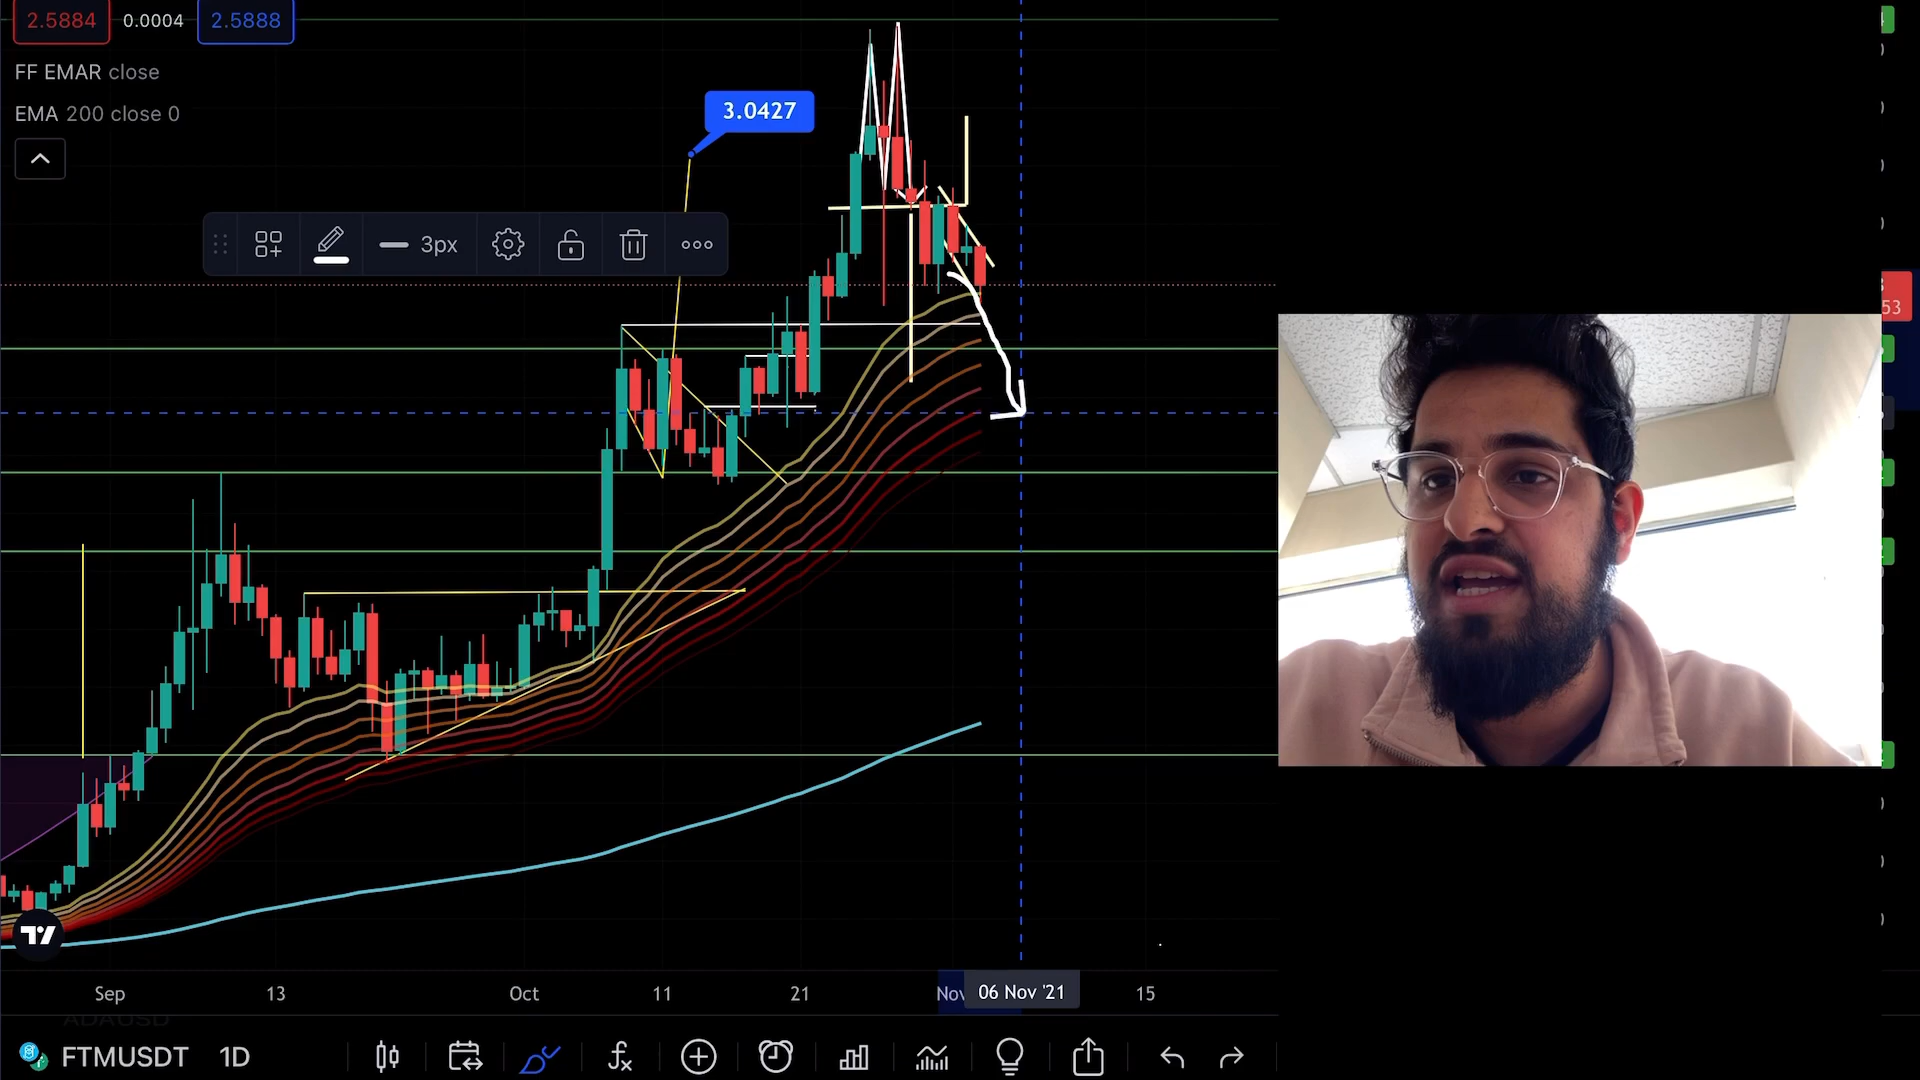 2.5884 0.0004 2.5888
FF EMAR close
EMA 200 close 0
3.0427
3px
53
Sep 13 Oct 11 21 Nov 06 Nov '21 15
ADAUSD
FTMUSDT 1D